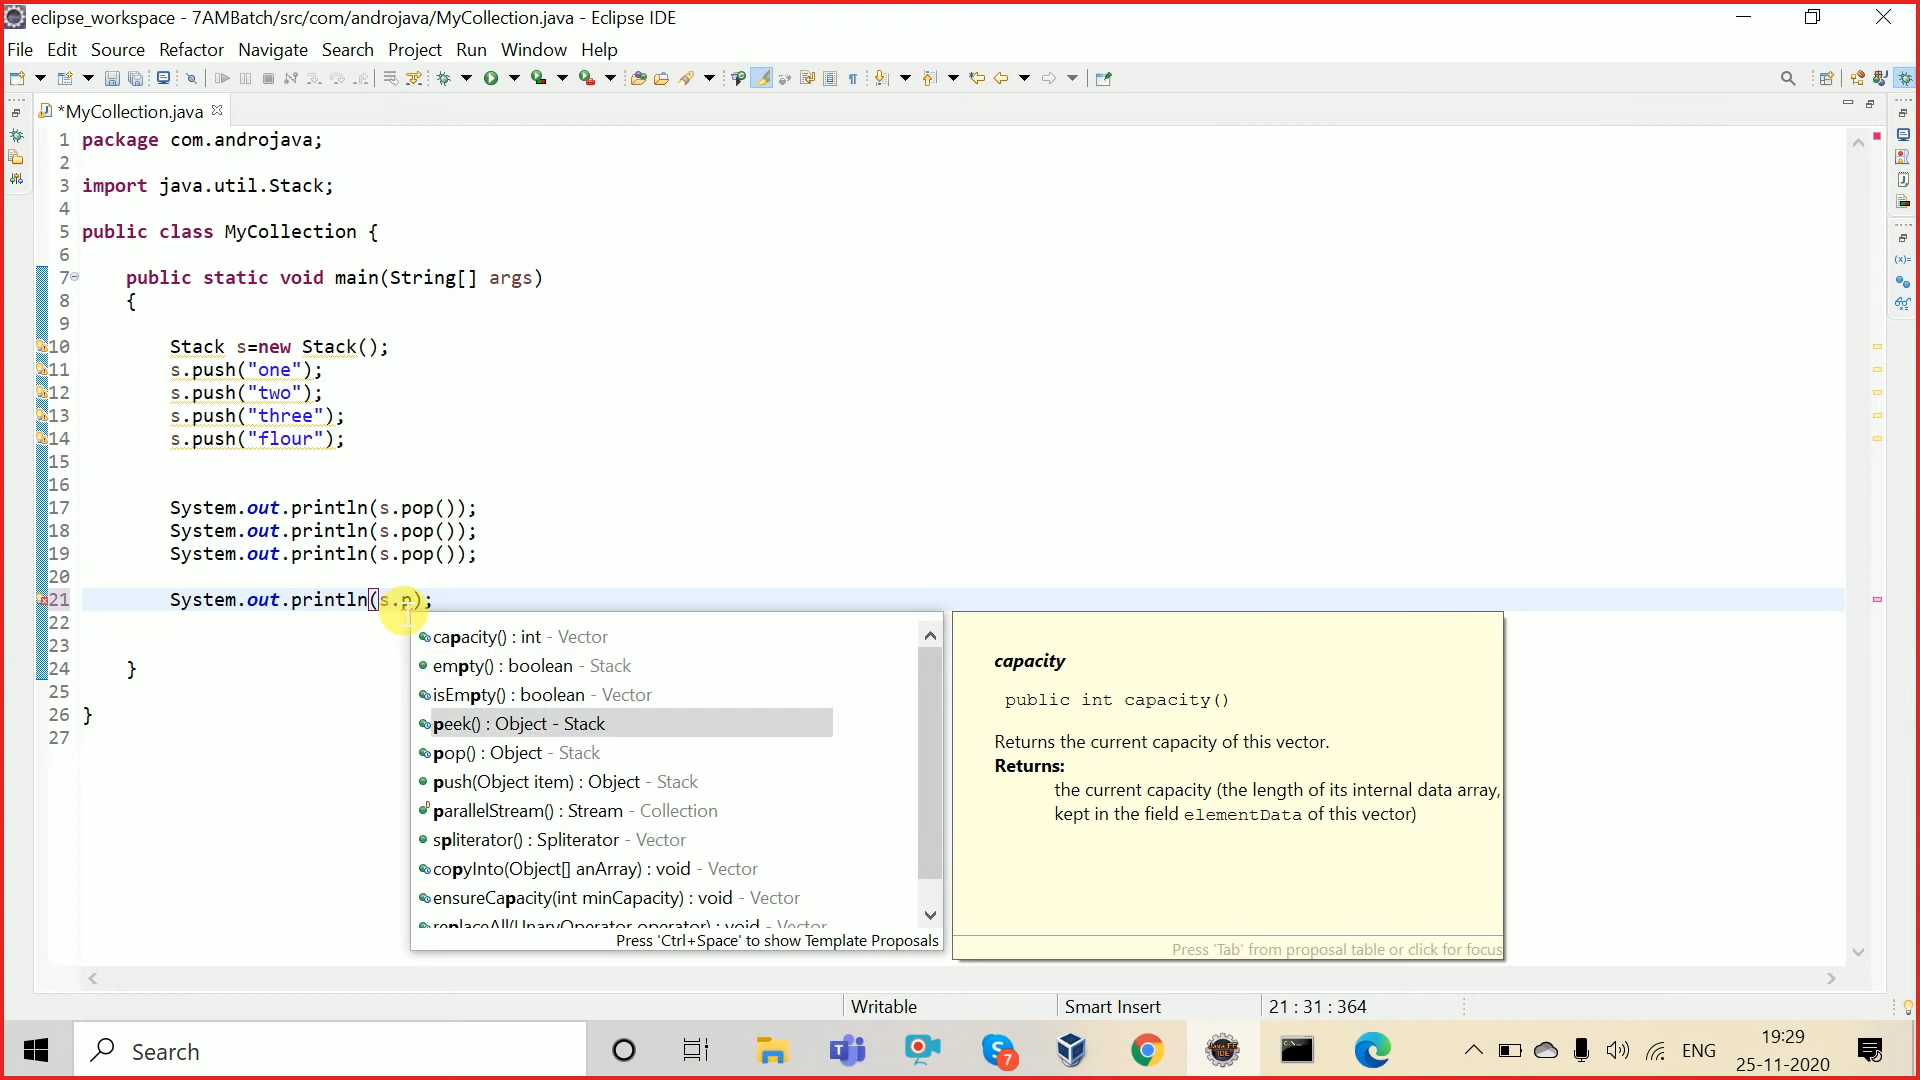 eclipse_workspace - 7AMBatch/src/com/androjava/MyCollection.java - Eclipse IDE
File Edit Source Refactor Navigate Search Project Run Window Help
*MyCollection.java
1 package com.androjava;
2
3 import java.util.Stack;
4
5 public class MyCollection {
6
7 public static void main(String[] args)
8 {
9
10 Stack s=new Stack();
11 s.push("one");
12 s.push("two");
13 s.push("three");
14 s.push("flour");
15
16
17 System.out.println(s.pop());
18 System.out.println(s.pop());
19 System.out.println(s.pop());
20
21 System.out.println(s.p);
22
23
24 }
25
26 }
27
capacity() : int - Vector
empty() : boolean - Stack
isEmpty() : boolean - Vector
peek() : Object - Stack
pop() : Object - Stack
push(Object item) : Object - Stack
parallelStream() : Stream - Collection
spliterator() : Spliterator - Vector
copyInto(Object[] anArray) : void - Vector
ensureCapacity(int minCapacity) : void - Vector
replaceAll(UnaryOperator operator) : void - Vector
Press 'Ctrl+Space' to show Template Proposals
capacity
public int capacity()
Returns the current capacity of this vector.
Returns:
the current capacity (the length of its internal data array,
kept in the field elementData of this vector)
Press 'Tab' from proposal table or click for focus
Writable Smart Insert 21 : 31 : 364
Search
7
ENG
19:29
25-11-2020